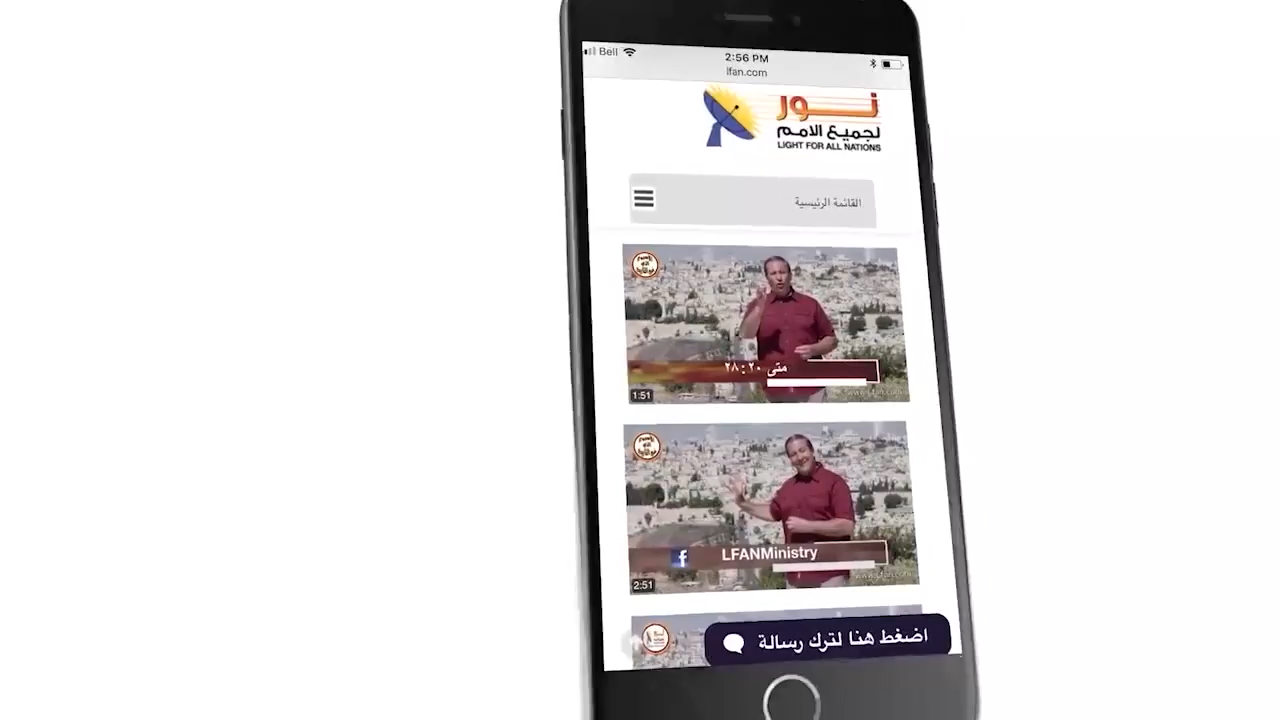 Bell
2:56 PM
lfan.com
نور
لجميع الامم
LIGHT FOR ALL NATIONS
القائمة الرئيسية
متى ٢٠:٢٨
1:51
LFANMinistry
2:51
اضغط هنا لترك رسالة